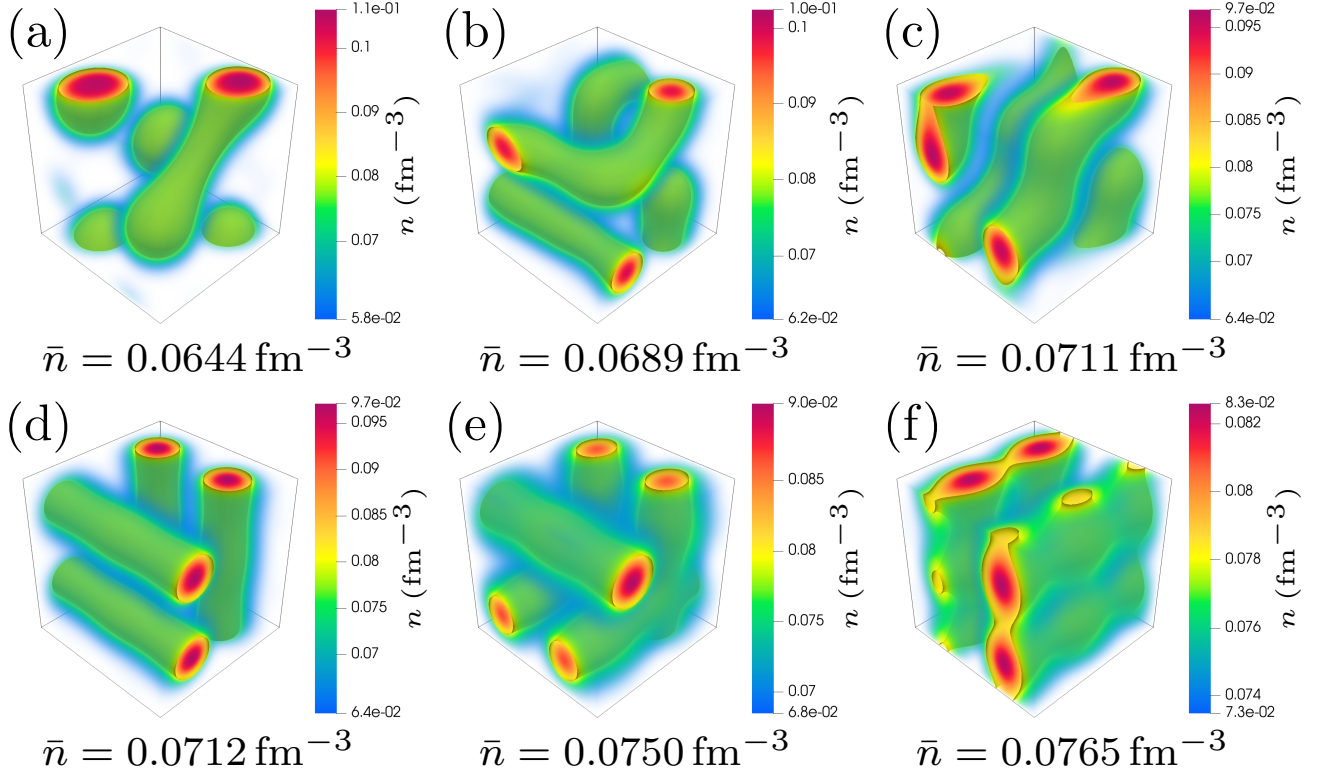 (a)
1.1e-01
0.1
0.09
0.08
0.07
5.8e-02
n (fm−3)
n̄ = 0.0644 fm−3
(b)
1.0e-01
0.1
0.09
0.08
0.07
6.2e-02
n (fm−3)
n̄ = 0.0689 fm−3
(c)
9.7e-02
0.095
0.09
0.085
0.08
0.075
0.07
6.4e-02
n (fm−3)
n̄ = 0.0711 fm−3
(d)
9.7e-02
0.095
0.09
0.085
0.08
0.075
0.07
6.4e-02
n (fm−3)
n̄ = 0.0712 fm−3
(e)
9.0e-02
0.085
0.08
0.075
0.07
6.8e-02
n (fm−3)
n̄ = 0.0750 fm−3
(f)
8.3e-02
0.082
0.08
0.078
0.076
0.074
7.3e-02
n (fm−3)
n̄ = 0.0765 fm−3